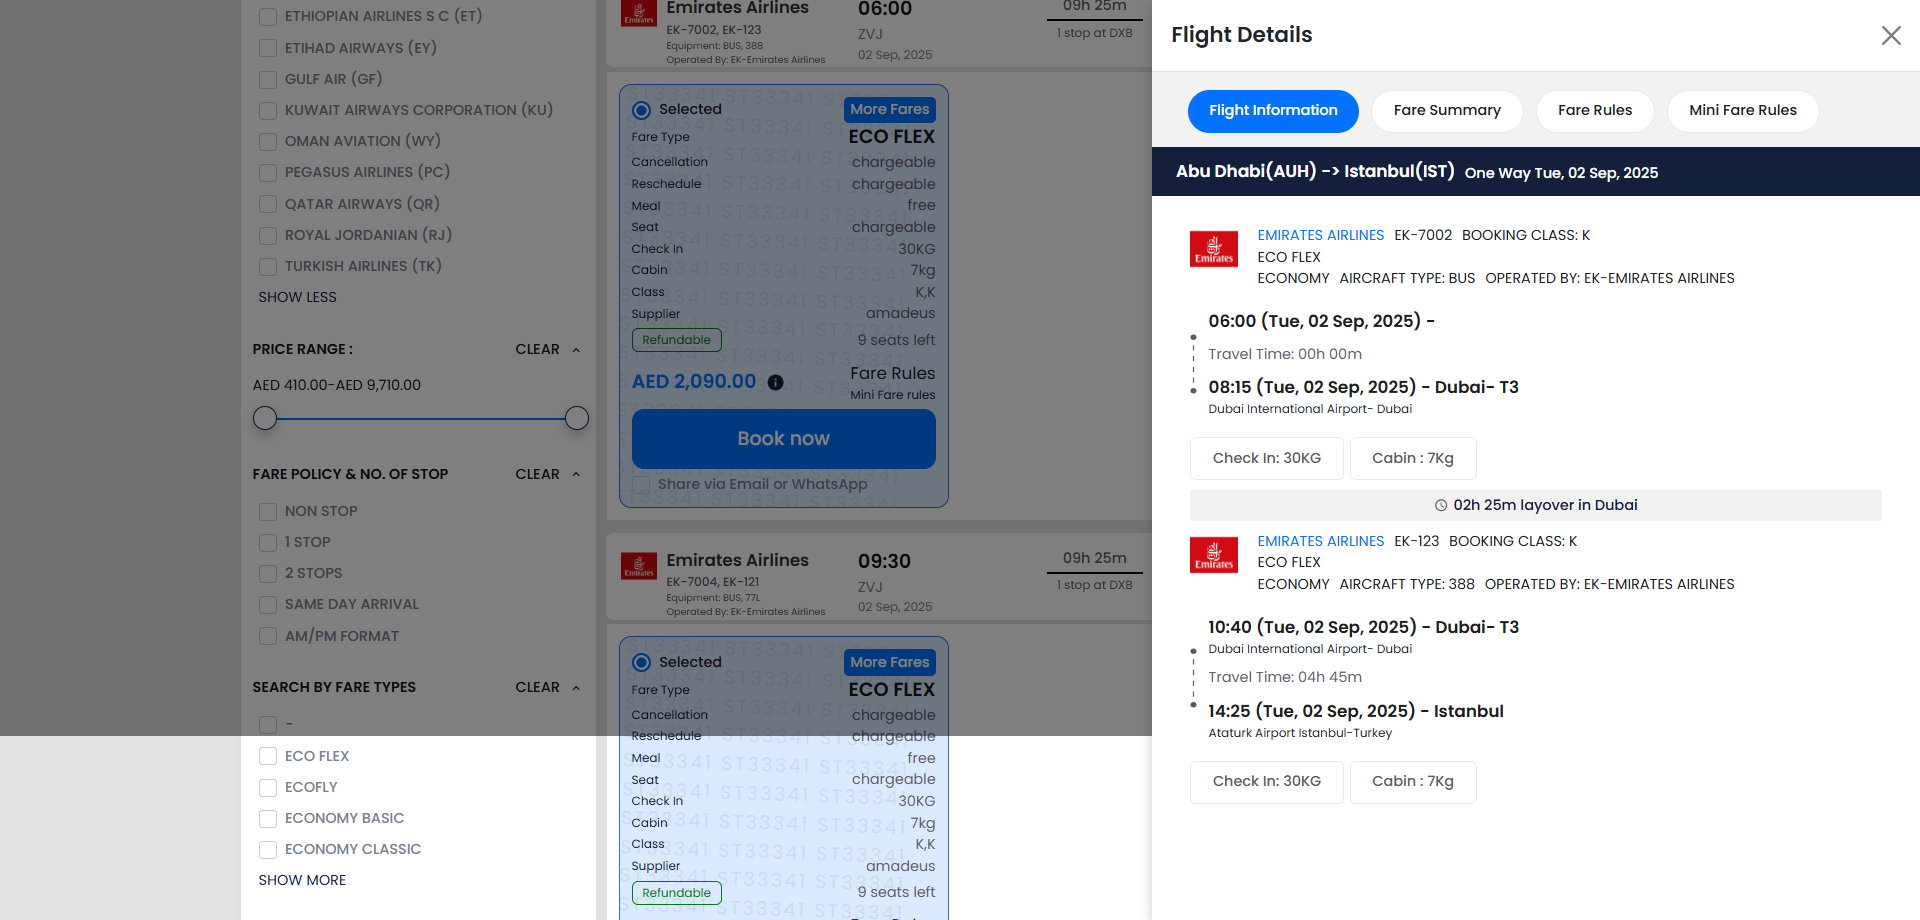 ETHIOPIAN AIRLINES S C (ET)
ETIHAD AIRWAYS (EY)
GULF AIR (GF)
KUWAIT AIRWAYS CORPORATION (KU)
OMAN AVIATION (WY)
PEGASUS AIRLINES (PC)
QATAR AIRWAYS (QR)
ROYAL JORDANIAN (RJ)
TURKISH AIRLINES (TK)
SHOW LESS
PRICE RANGE : CLEAR
AED 410.00-AED 9,710.00
FARE POLICY & NO. OF STOP CLEAR
NON STOP
1 STOP
2 STOPS
SAME DAY ARRIVAL
AM/PM FORMAT
SEARCH BY FARE TYPES CLEAR
-
ECO FLEX
ECOFLY
ECONOMY BASIC
ECONOMY CLASSIC
SHOW MORE
Emirates
Emirates Airlines
EK-7002, EK-123
Equipment: BUS, 388
Operated By: EK-Emirates Airlines
06:00
ZVJ
02 Sep, 2025
09h 25m
1 stop at DXB
Selected More Fares
Fare Type ECO FLEX
Cancellation chargeable
Reschedule chargeable
Meal free
Seat chargeable
Check In 30KG
Cabin 7kg
Class K,K
Supplier amadeus
Refundable 9 seats left
AED 2,090.00 i Fare Rules
Mini Fare rules
Book now
Share via Email or WhatsApp
ST33341 ST33341 ST33341
Emirates
Emirates Airlines
EK-7004, EK-121
Equipment: BUS, 77L
Operated By: EK-Emirates Airlines
09:30
ZVJ
02 Sep, 2025
09h 25m
1 stop at DXB
Selected More Fares
Fare Type ECO FLEX
Cancellation chargeable
Reschedule chargeable
Meal free
Seat chargeable
Check In 30KG
Cabin 7kg
Class K,K
Supplier amadeus
Refundable 9 seats left
ST33341 ST33341 ST33341
Flight Details
Flight Information Fare Summary Fare Rules Mini Fare Rules
Abu Dhabi(AUH) -> Istanbul(IST) One Way Tue, 02 Sep, 2025
Emirates
EMIRATES AIRLINES EK-7002 BOOKING CLASS: K
ECO FLEX
ECONOMY AIRCRAFT TYPE: BUS OPERATED BY: EK-EMIRATES AIRLINES
06:00 (Tue, 02 Sep, 2025) -
Travel Time: 00h 00m
08:15 (Tue, 02 Sep, 2025) - Dubai- T3
Dubai International Airport- Dubai
Check In: 30KG Cabin : 7Kg
02h 25m layover in Dubai
Emirates
EMIRATES AIRLINES EK-123 BOOKING CLASS: K
ECO FLEX
ECONOMY AIRCRAFT TYPE: 388 OPERATED BY: EK-EMIRATES AIRLINES
10:40 (Tue, 02 Sep, 2025) - Dubai- T3
Dubai International Airport- Dubai
Travel Time: 04h 45m
14:25 (Tue, 02 Sep, 2025) - Istanbul
Ataturk Airport Istanbul-Turkey
Check In: 30KG Cabin : 7Kg